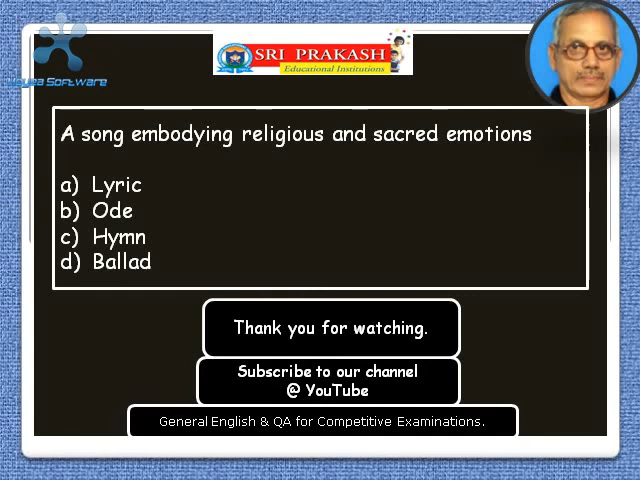 SRI PRAKASH
Educational Institutions
Software
A song embodying religious and sacred emotions
a) Lyric
b) Ode
c) Hymn
d) Ballad
Thank you for watching.
Subscribe to our channel
@ YouTube
General English & QA for Competitive Examinations.